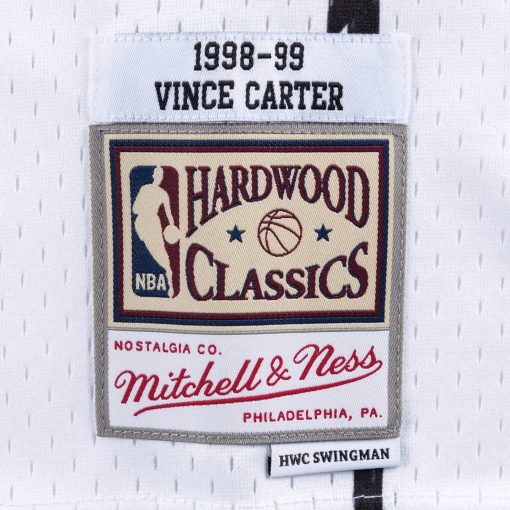 1998-99
VINCE CARTER
NBA
HARDWOOD
CLASSICS
NOSTALGIA CO.
Mitchell & Ness
PHILADELPHIA, PA.
HWC SWINGMAN